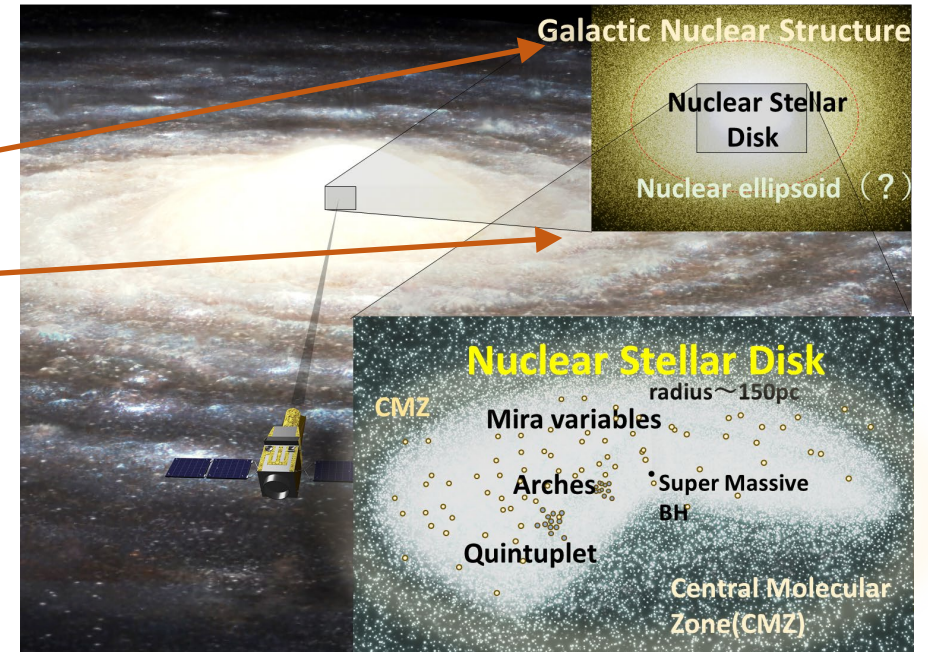 Galactic Nuclear Structure
Nuclear Stellar
Disk
Nuclear ellipsoid （?）
Nuclear Stellar Disk
radius～150pc
CMZ
Mira variables
Arches
Super Massive
BH
Quintuplet
Central Molecular
Zone(CMZ)